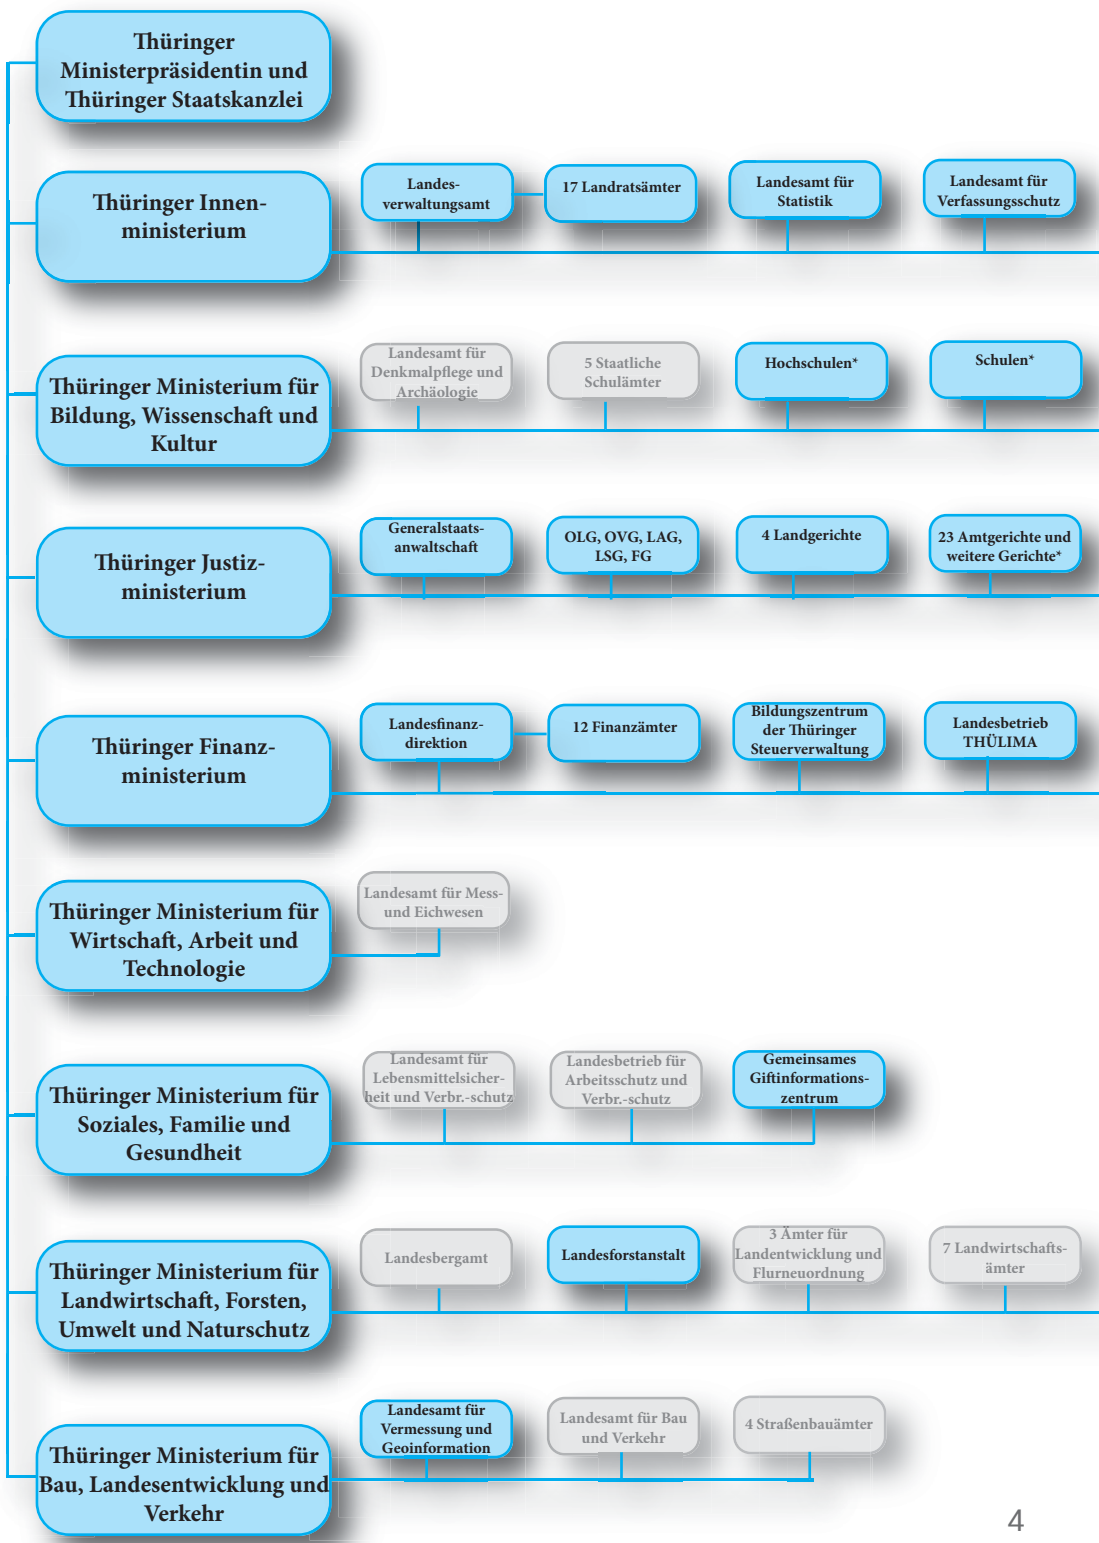 Thüringer
Ministerpräsidentin und
Thüringer Staatskanzlei
Thüringer Innen-
ministerium
Landes-
verwaltungsamt
17 Landratsämter
Landesamt für
Statistik
Landesamt für
Verfassungsschutz
Thüringer Ministerium für
Bildung, Wissenschaft und
Kultur
Landesamt für
Denkmalpflege und
Archäologie
5 Staatliche
Schulämter
Hochschulen*
Schulen*
Thüringer Justiz-
ministerium
Generalstaats-
anwaltschaft
OLG, OVG, LAG,
LSG, FG
4 Landgerichte
23 Amtgerichte und
weitere Gerichte*
Thüringer Finanz-
ministerium
Landesfinanz-
direktion
12 Finanzämter
Bildungszentrum
der Thüringer
Steuerverwaltung
Landesbetrieb
THÜLIMA
Thüringer Ministerium für
Wirtschaft, Arbeit und
Technologie
Landesamt für Mess-
und Eichwesen
Thüringer Ministerium für
Soziales, Familie und
Gesundheit
Landesamt für
Lebensmittelsicher-
heit und Verbr.-schutz
Landesbetrieb für
Arbeitsschutz und
Verbr.-schutz
Gemeinsames
Giftinformations-
zentrum
Thüringer Ministerium für
Landwirtschaft, Forsten,
Umwelt und Naturschutz
Landesbergamt
Landesforstanstalt
3 Ämter für
Landentwicklung und
Flurneuordnung
7 Landwirtschafts-
ämter
Thüringer Ministerium für
Bau, Landesentwicklung und
Verkehr
Landesamt für
Vermessung und
Geoinformation
Landesamt für Bau
und Verkehr
4 Straßenbauämter
4